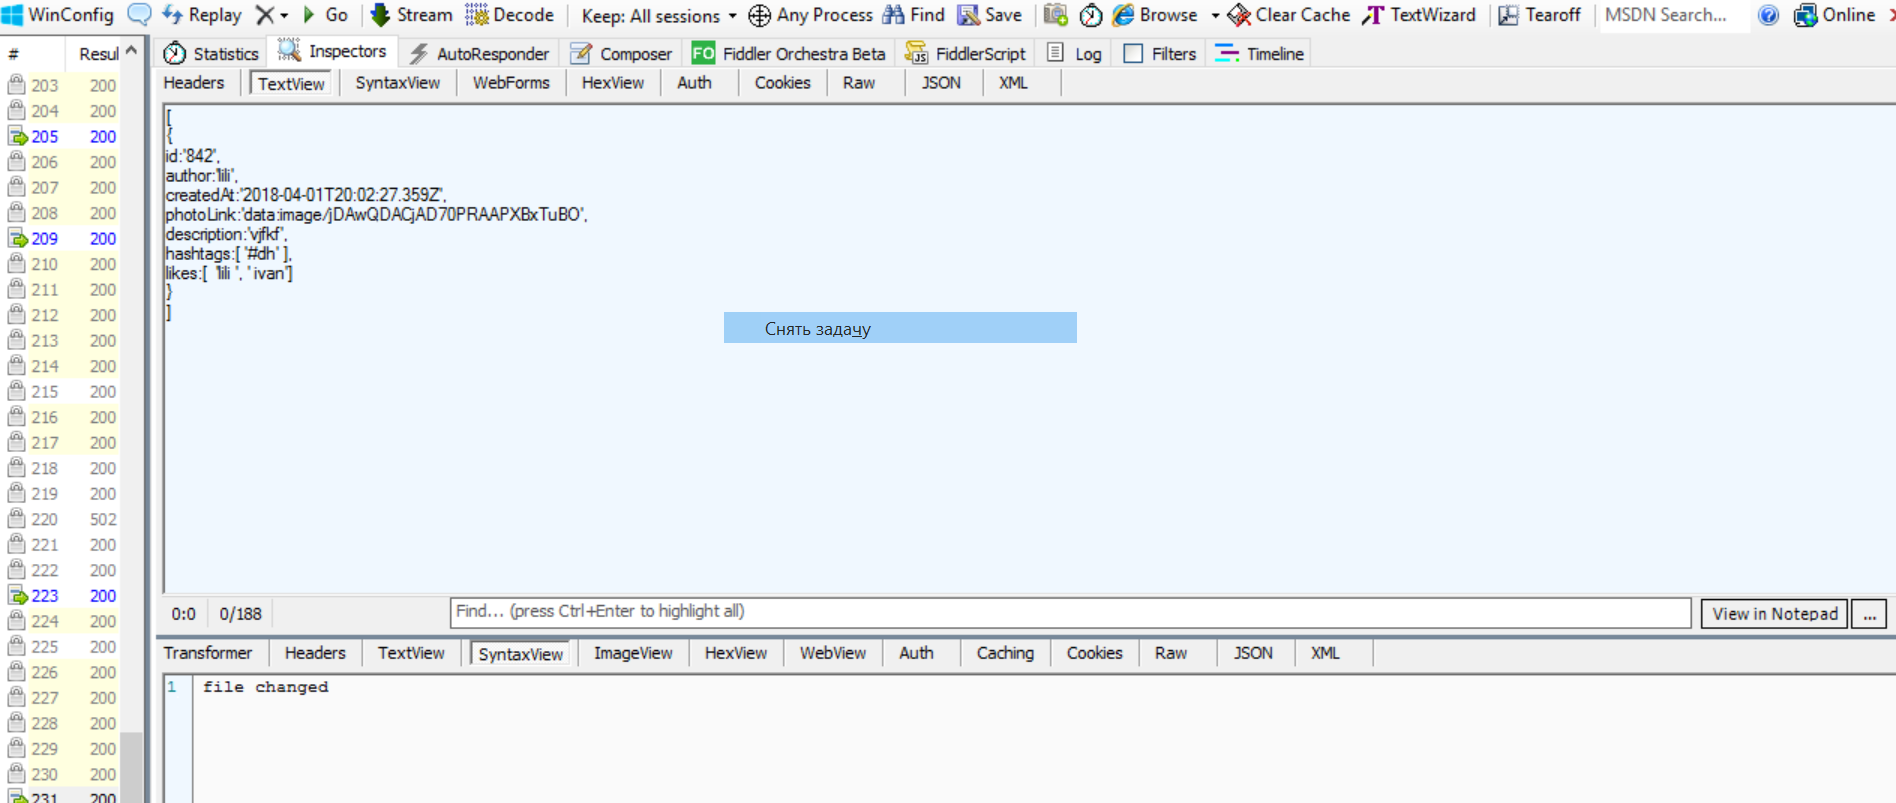 WinConfig Replay Go Stream Decode Keep: All sessions Any Process Find Save Browse Clear Cache TextWizard Tearoff MSDN Search... Online
# Resul
Statistics Inspectors AutoResponder Composer FO Fiddler Orchestra Beta FiddlerScript Log Filters Timeline
Headers TextView SyntaxView WebForms HexView Auth Cookies Raw JSON XML
203 200
204 200
205 200
206 200
207 200
208 200
209 200
210 200
211 200
212 200
213 200
214 200
215 200
216 200
217 200
218 200
219 200
220 502
221 200
222 200
223 200
224 200
225 200
226 200
227 200
228 200
229 200
230 200
231 200
[
{
id:'842',
author:'lili',
createdAt:'2018-04-01T20:02:27.359Z',
photoLink:'data:image/jDAwQDACjAD70PRAAPXBxTuBO',
description:'vjfkf',
hashtags:[ '#dh' ],
likes:[ 'lili ', ' ivan']
}
]
Снять задачу
0:0 0/188 Find... (press Ctrl+Enter to highlight all) View in Notepad ...
Transformer Headers TextView SyntaxView ImageView HexView WebView Auth Caching Cookies Raw JSON XML
1 file changed